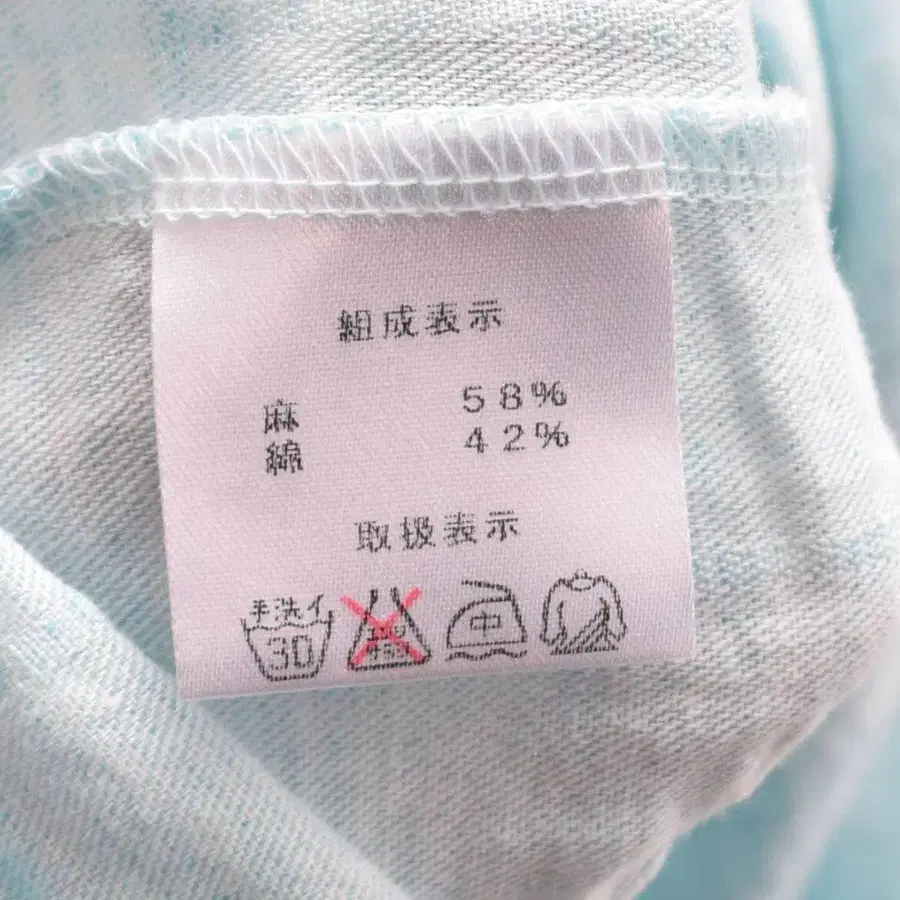 組成表示
麻 58%
綿 42%
取扱表示
手洗イ 30 中